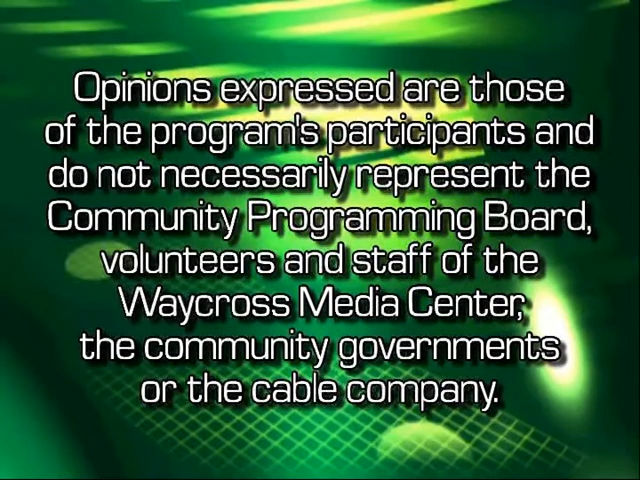 Opinions expressed are those
of the program's participants and
do not necessarily represent the
Community Programming Board,
volunteers and staff of the
Waycross Media Center,
the community governments
or the cable company.